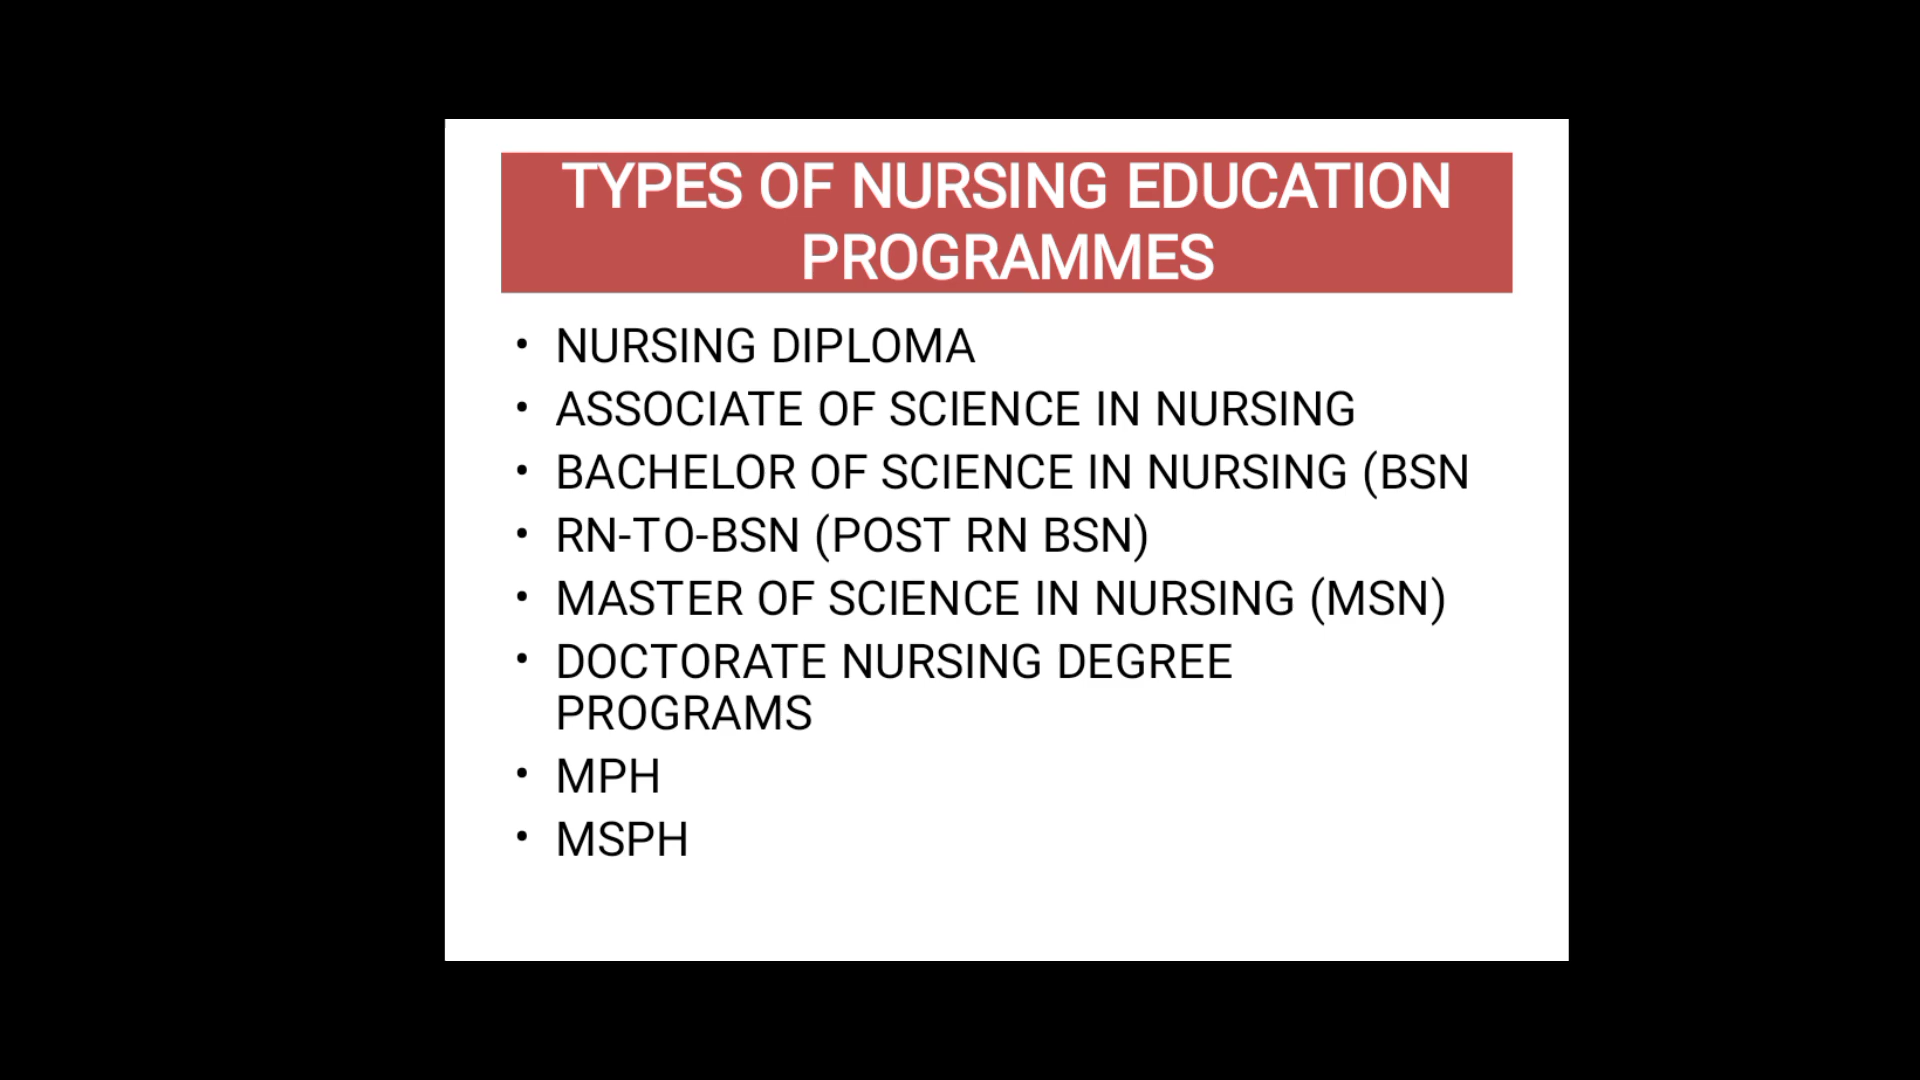 TYPES OF NURSING EDUCATION
PROGRAMMES
• NURSING DIPLOMA
• ASSOCIATE OF SCIENCE IN NURSING
• BACHELOR OF SCIENCE IN NURSING (BSN
• RN-TO-BSN (POST RN BSN)
• MASTER OF SCIENCE IN NURSING (MSN)
• DOCTORATE NURSING DEGREE
PROGRAMS
• MPH
• MSPH